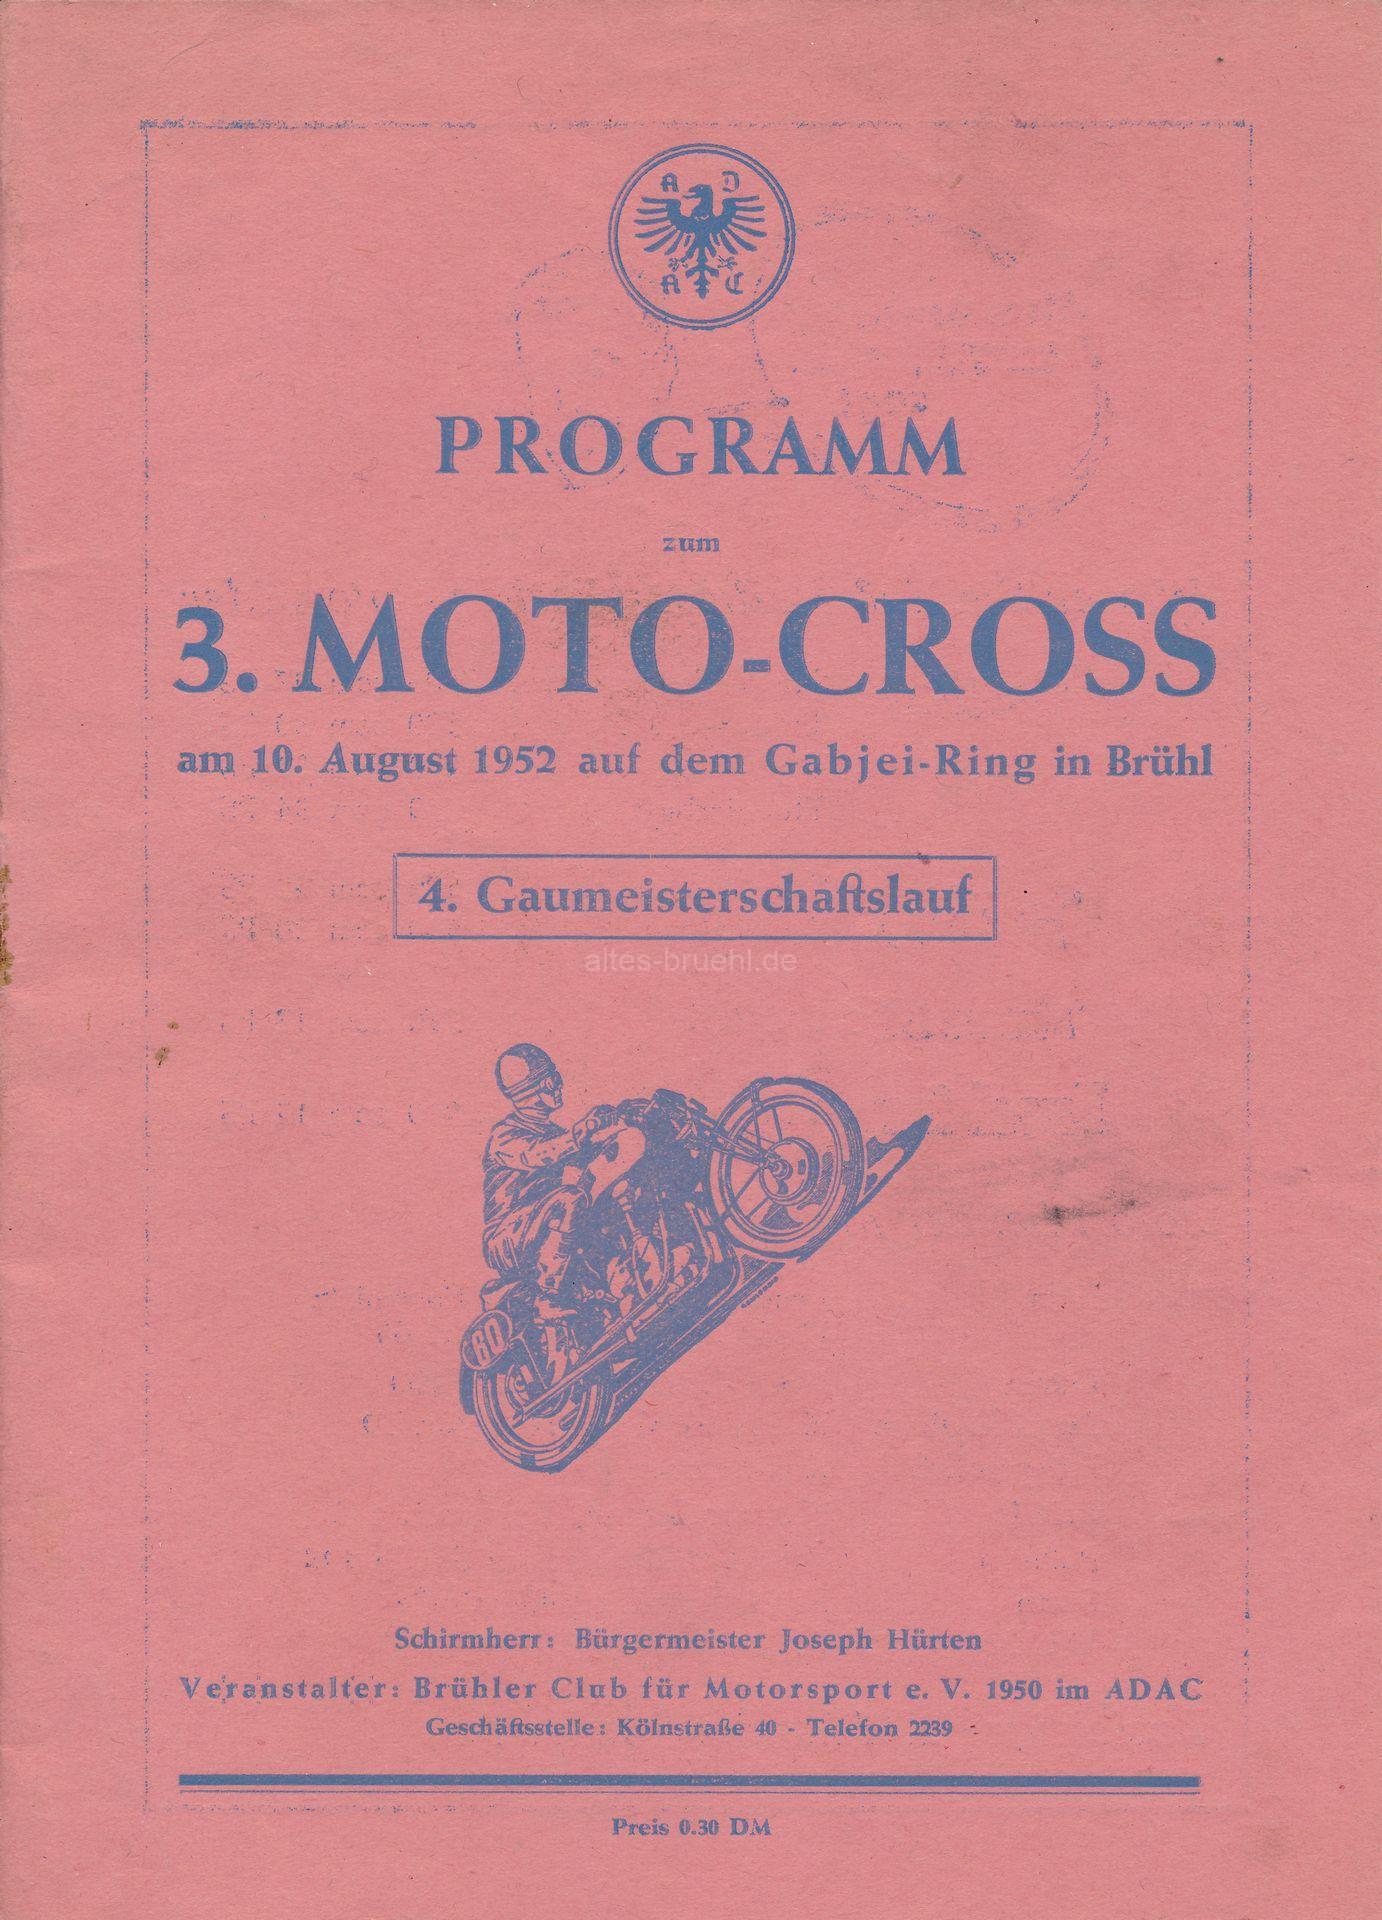 A D
A C
PROGRAMM
zum
3. MOTO-CROSS
am 10. August 1952 auf dem Gabjei-Ring in Brühl
4. Gaumeisterschaftslauf
altes-bruehl.de
60
Schirmherr: Bürgermeister Joseph Hürten
Veranstalter: Brühler Club für Motorsport e. V. 1950 im ADAC
Geschäftsstelle: Kölnstraße 40 - Telefon 2239
Preis 0.30 DM